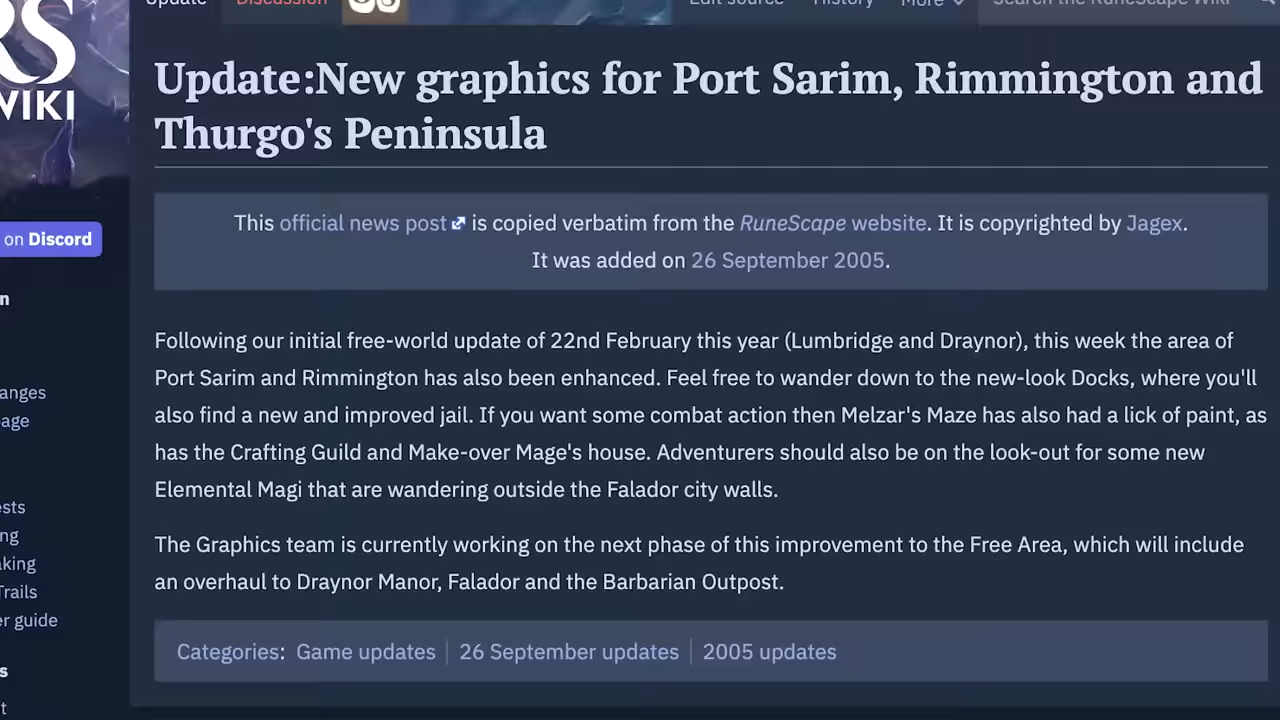 Update
Discussion
Edit source
History
More
Search the RuneScape Wiki
RS
WIKI
Update:New graphics for Port Sarim, Rimmington and
Thurgo's Peninsula
This official news post is copied verbatim from the RuneScape website. It is copyrighted by Jagex.
It was added on 26 September 2005.
on Discord
n
anges
age
ests
ng
king
Trails
er guide
s
t
Following our initial free-world update of 22nd February this year (Lumbridge and Draynor), this week the area of
Port Sarim and Rimmington has also been enhanced. Feel free to wander down to the new-look Docks, where you'll
also find a new and improved jail. If you want some combat action then Melzar's Maze has also had a lick of paint, as
has the Crafting Guild and Make-over Mage's house. Adventurers should also be on the look-out for some new
Elemental Magi that are wandering outside the Falador city walls.
The Graphics team is currently working on the next phase of this improvement to the Free Area, which will include
an overhaul to Draynor Manor, Falador and the Barbarian Outpost.
Categories: Game updates | 26 September updates | 2005 updates